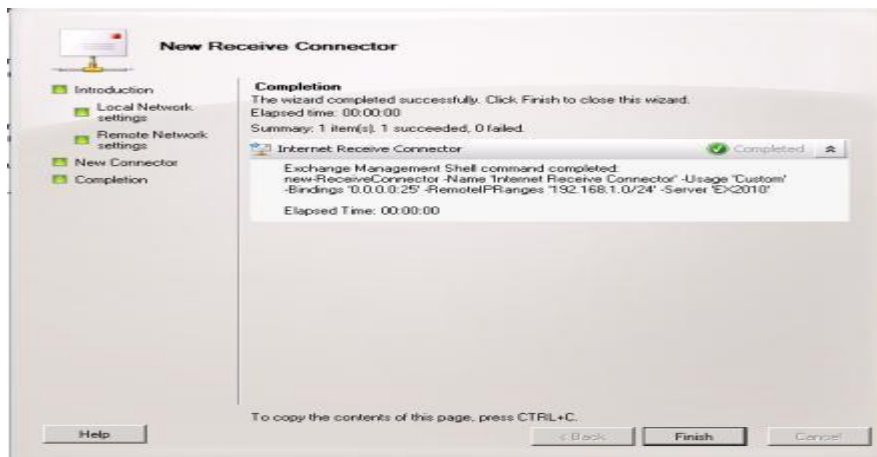 New Receive Connector
Introduction
Local Network
settings
Remote Network
settings
New Connector
Completion
Completion
The wizard completed successfully. Click Finish to close this wizard.
Elapsed time: 00:00:00
Summary: 1 item(s). 1 succeeded, 0 failed.
Internet Receive Connector
Completed
Exchange Management Shell command completed:
new-ReceiveConnector -Name 'Internet Receive Connector' -Usage 'Custom'
-Bindings '0.0.0.0:25' -RemoteIPRanges '192.168.1.0/24' -Server 'EX2010'
Elapsed Time: 00:00:00
To copy the contents of this page, press CTRL+C.
Help
< Back
Finish
Cancel